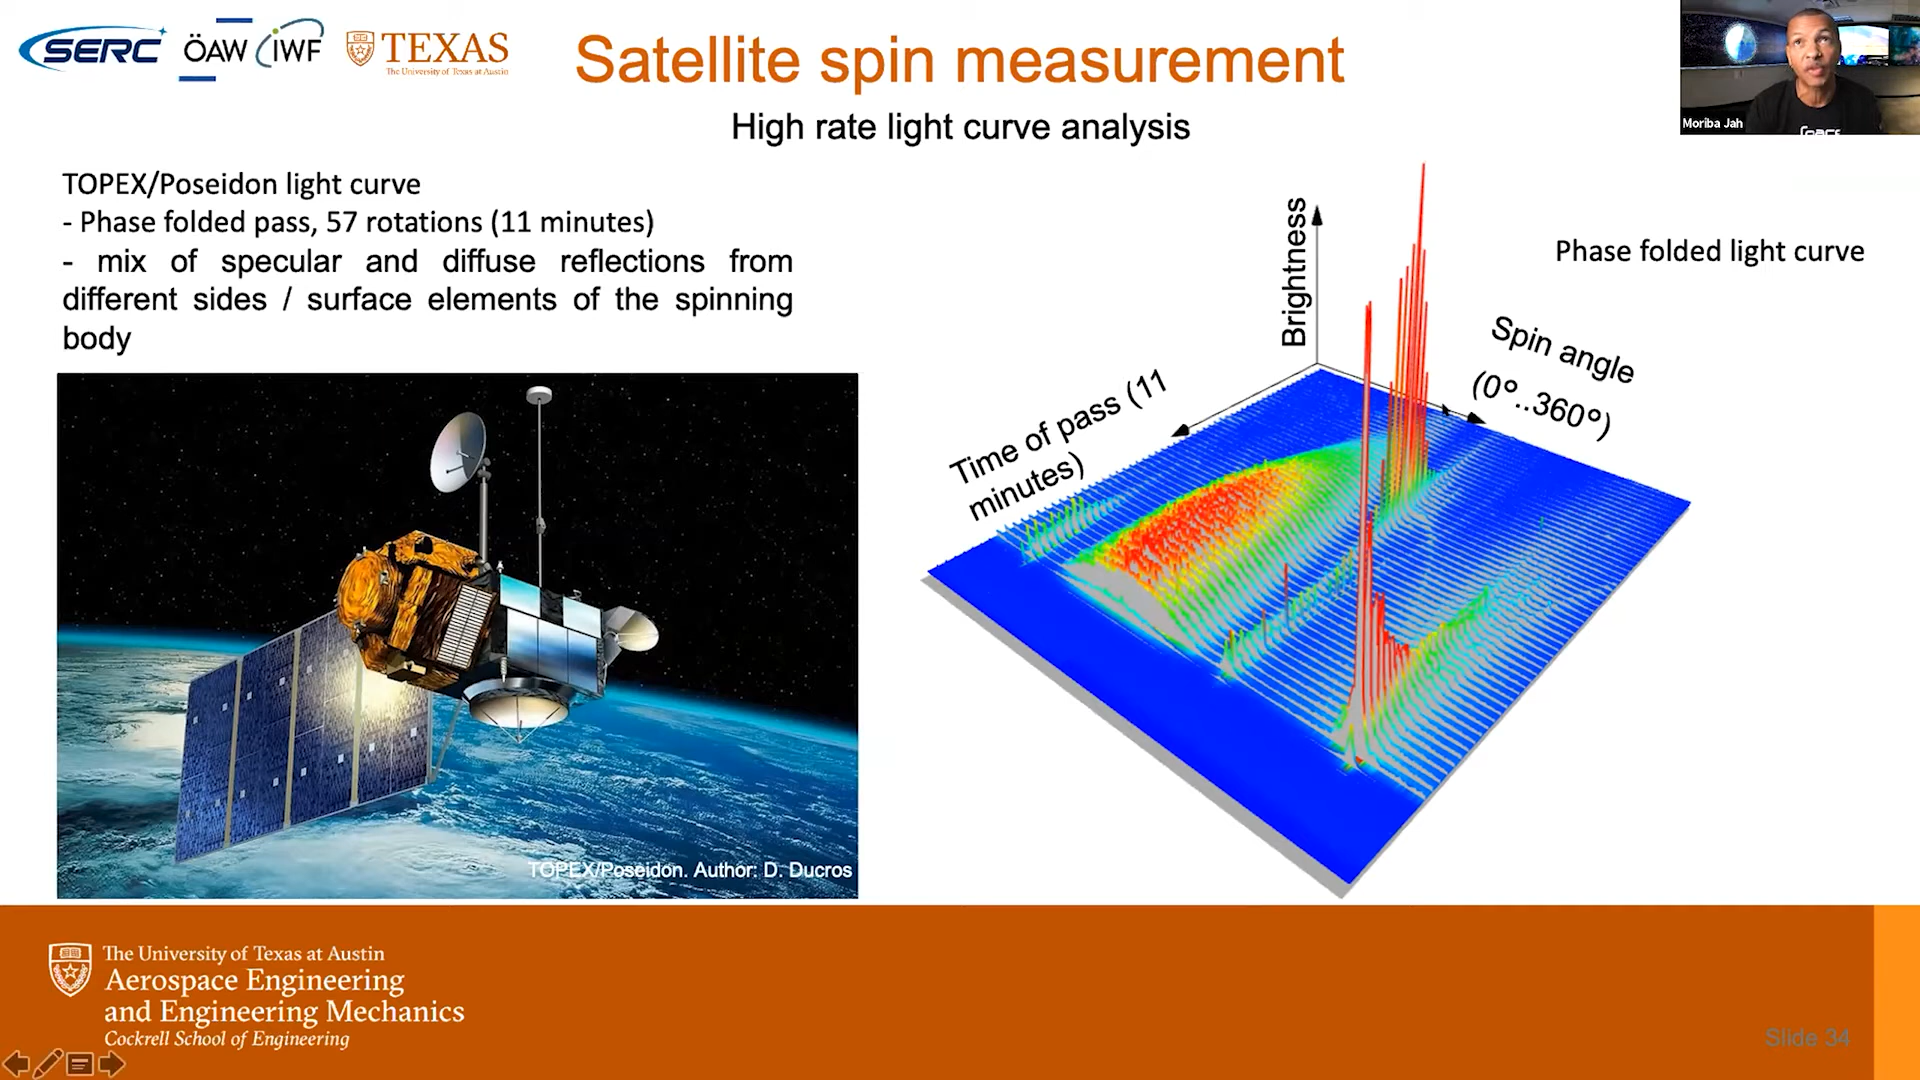 SERC
ÖAW
IWF
TEXAS
The University of Texas at Austin
Satellite spin measurement
High rate light curve analysis
Moriba Jah
TOPEX/Poseidon light curve
- Phase folded pass, 57 rotations (11 minutes)
- mix of specular and diffuse reflections from
different sides / surface elements of the spinning
body
Brightness
Phase folded light curve
Spin angle
(0°..360°)
Time of pass (11
minutes)
TOPEX/Poseidon. Author: D. Ducros
The University of Texas at Austin
Aerospace Engineering
and Engineering Mechanics
Cockrell School of Engineering
Slide 34